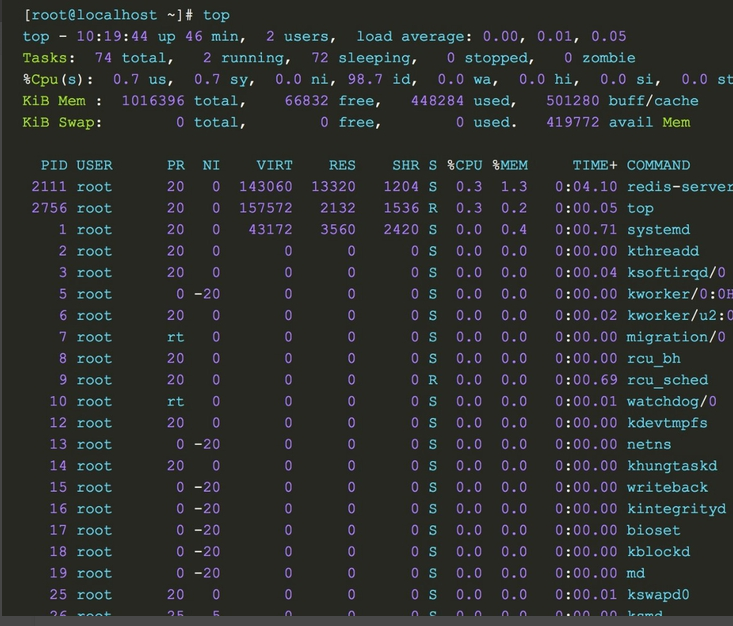 [root@localhost ~]# top
top - 10:19:44 up 46 min,  2 users,  load average: 0.00, 0.01, 0.05
Tasks:  74 total,   2 running,  72 sleeping,   0 stopped,   0 zombie
%Cpu(s):  0.7 us,  0.7 sy,  0.0 ni, 98.7 id,  0.0 wa,  0.0 hi,  0.0 si,  0.0 st
KiB Mem :  1016396 total,    66832 free,   448284 used,   501280 buff/cache
KiB Swap:        0 total,        0 free,        0 used.   419772 avail Mem
PID USER PR NI VIRT RES SHR S %CPU %MEM TIME+ COMMAND
2111 root 20 0 143060 13320 1204 S 0.3 1.3 0:04.10 redis-server
2756 root 20 0 157572 2132 1536 R 0.3 0.2 0:00.05 top
1 root 20 0 43172 3560 2420 S 0.0 0.4 0:00.71 systemd
2 root 20 0 0 0 0 S 0.0 0.0 0:00.00 kthreadd
3 root 20 0 0 0 0 S 0.0 0.0 0:00.04 ksoftirqd/0
5 root 0 -20 0 0 0 S 0.0 0.0 0:00.00 kworker/0:0H
6 root 20 0 0 0 0 S 0.0 0.0 0:00.02 kworker/u2:0
7 root rt 0 0 0 0 S 0.0 0.0 0:00.00 migration/0
8 root 20 0 0 0 0 S 0.0 0.0 0:00.00 rcu_bh
9 root 20 0 0 0 0 R 0.0 0.0 0:00.69 rcu_sched
10 root rt 0 0 0 0 S 0.0 0.0 0:00.01 watchdog/0
12 root 20 0 0 0 0 S 0.0 0.0 0:00.00 kdevtmpfs
13 root 0 -20 0 0 0 S 0.0 0.0 0:00.00 netns
14 root 20 0 0 0 0 S 0.0 0.0 0:00.00 khungtaskd
15 root 0 -20 0 0 0 S 0.0 0.0 0:00.00 writeback
16 root 0 -20 0 0 0 S 0.0 0.0 0:00.00 kintegrityd
17 root 0 -20 0 0 0 S 0.0 0.0 0:00.00 bioset
18 root 0 -20 0 0 0 S 0.0 0.0 0:00.00 kblockd
19 root 0 -20 0 0 0 S 0.0 0.0 0:00.00 md
25 root 20 0 0 0 0 S 0.0 0.0 0:00.01 kswapd0
26 root 25 5 0 0 0 S 0.0 0.0 0:00.00 ksmd